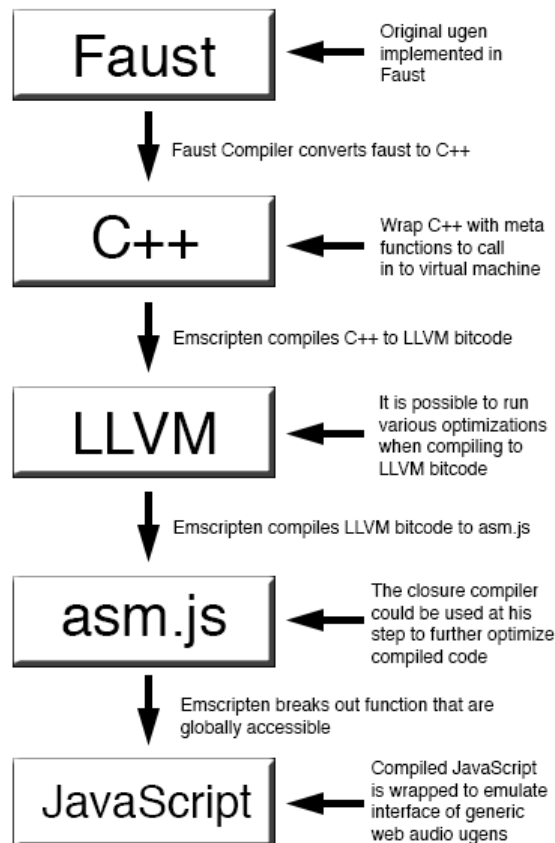 Faust
Original ugen
implemented in
Faust
Faust Compiler converts faust to C++
C++
Wrap C++ with meta
functions to call
in to virtual machine
Emscripten compiles C++ to LLVM bitcode
LLVM
It is possible to run
various optimizations
when compiling to
LLVM bitcode
Emscripten compiles LLVM bitcode to asm.js
asm.js
The closure compiler
could be used at his
step to further optimize
compiled code
Emscripten breaks out function that are
globally accessible
JavaScript
Compiled JavaScript
is wrapped to emulate
interface of generic
web audio ugens